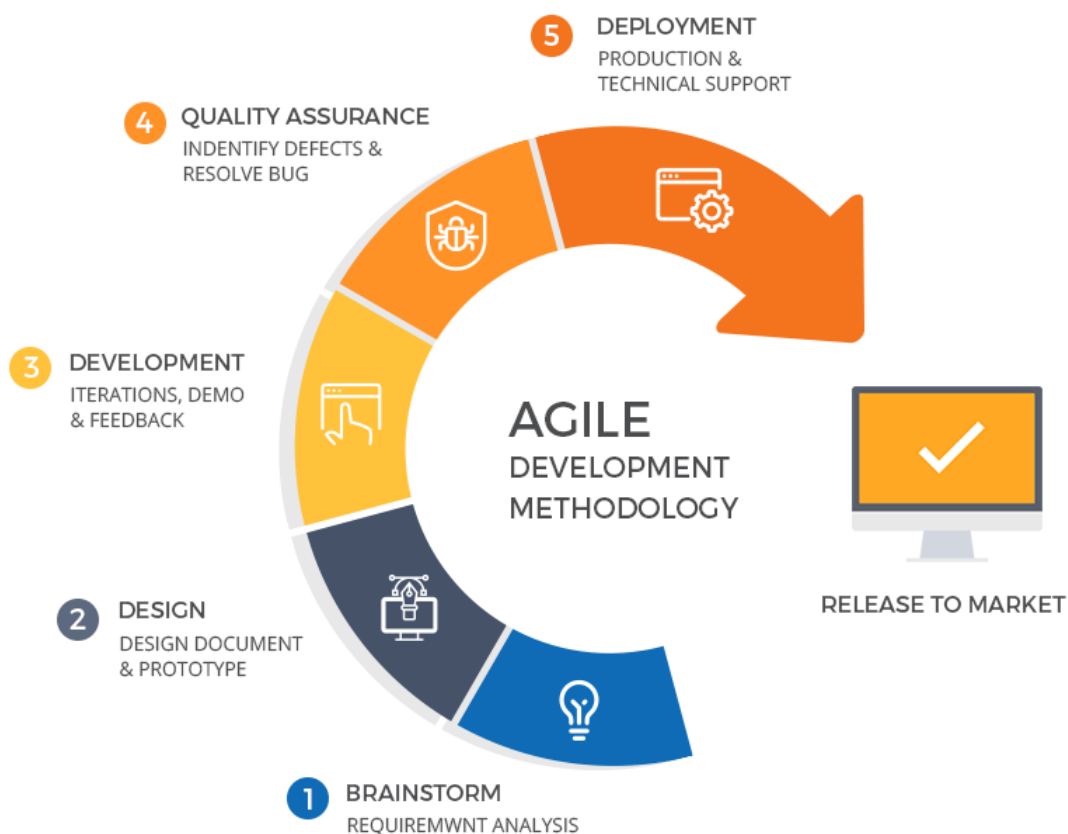 5
DEPLOYMENT
PRODUCTION &
TECHNICAL SUPPORT
4
QUALITY ASSURANCE
INDENTIFY DEFECTS &
RESOLVE BUG
3
DEVELOPMENT
ITERATIONS, DEMO
& FEEDBACK
AGILE
DEVELOPMENT
METHODOLOGY
RELEASE TO MARKET
2
DESIGN
DESIGN DOCUMENT
& PROTOTYPE
1
BRAINSTORM
REQUIREMWNT ANALYSIS